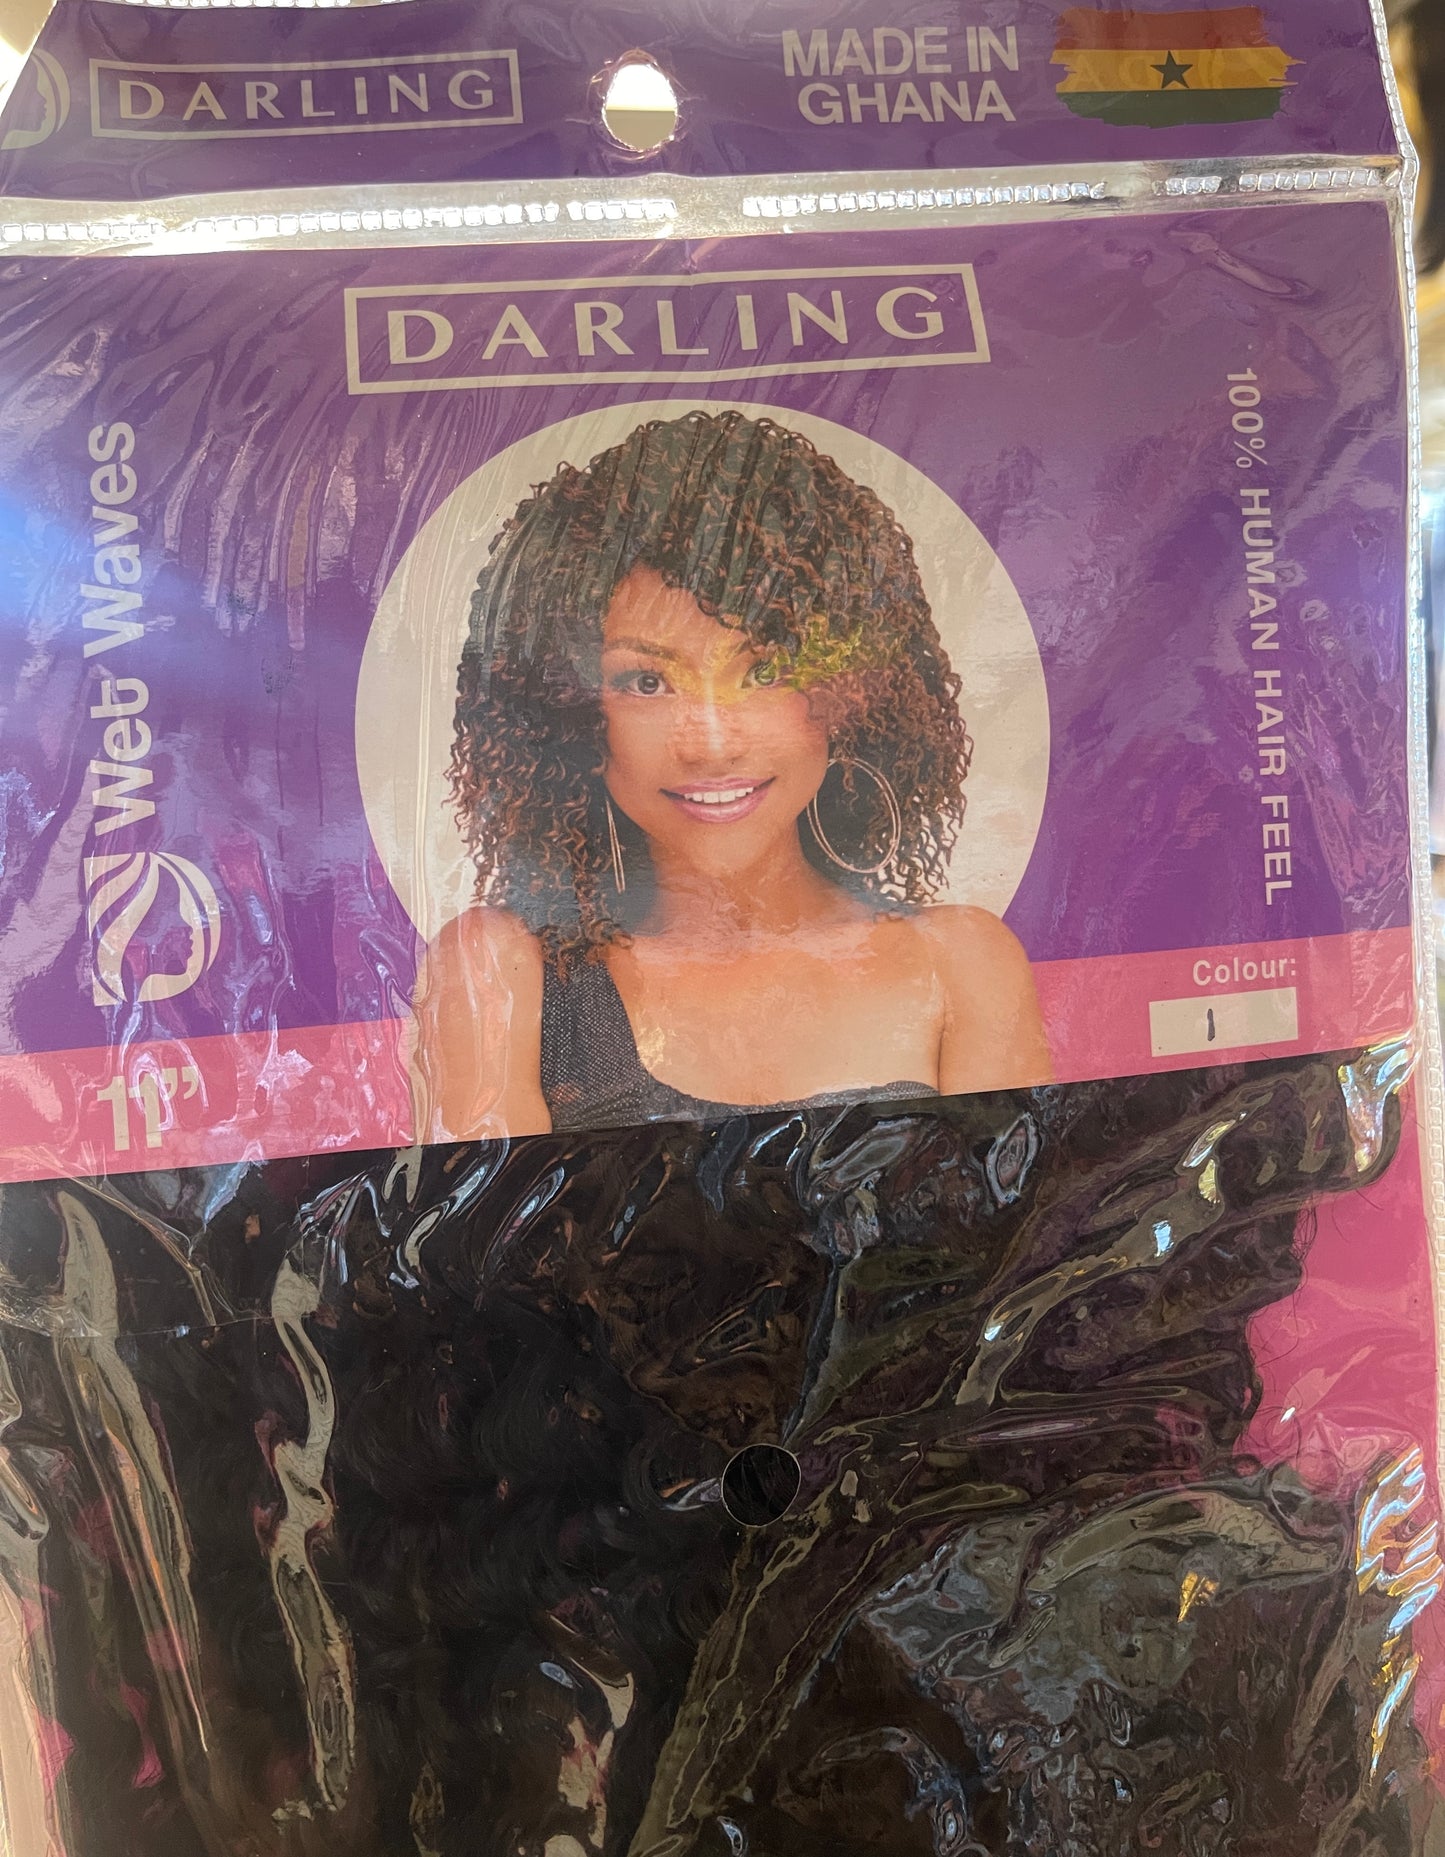 DARLING
MADE IN
GHANA
DARLING
Wet Waves
100% HUMAN HAIR FEEL
Colour:
1
11”